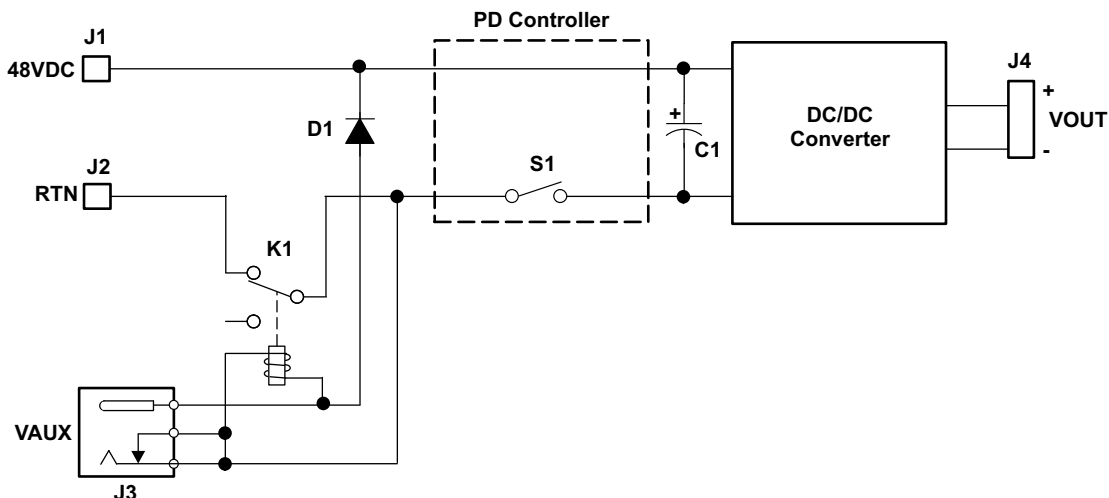 PD Controller
J1
48VDC
J4
+
VOUT
-
D1
+
C1
DC/DC
Converter
S1
J2
RTN
K1
VAUX
J3